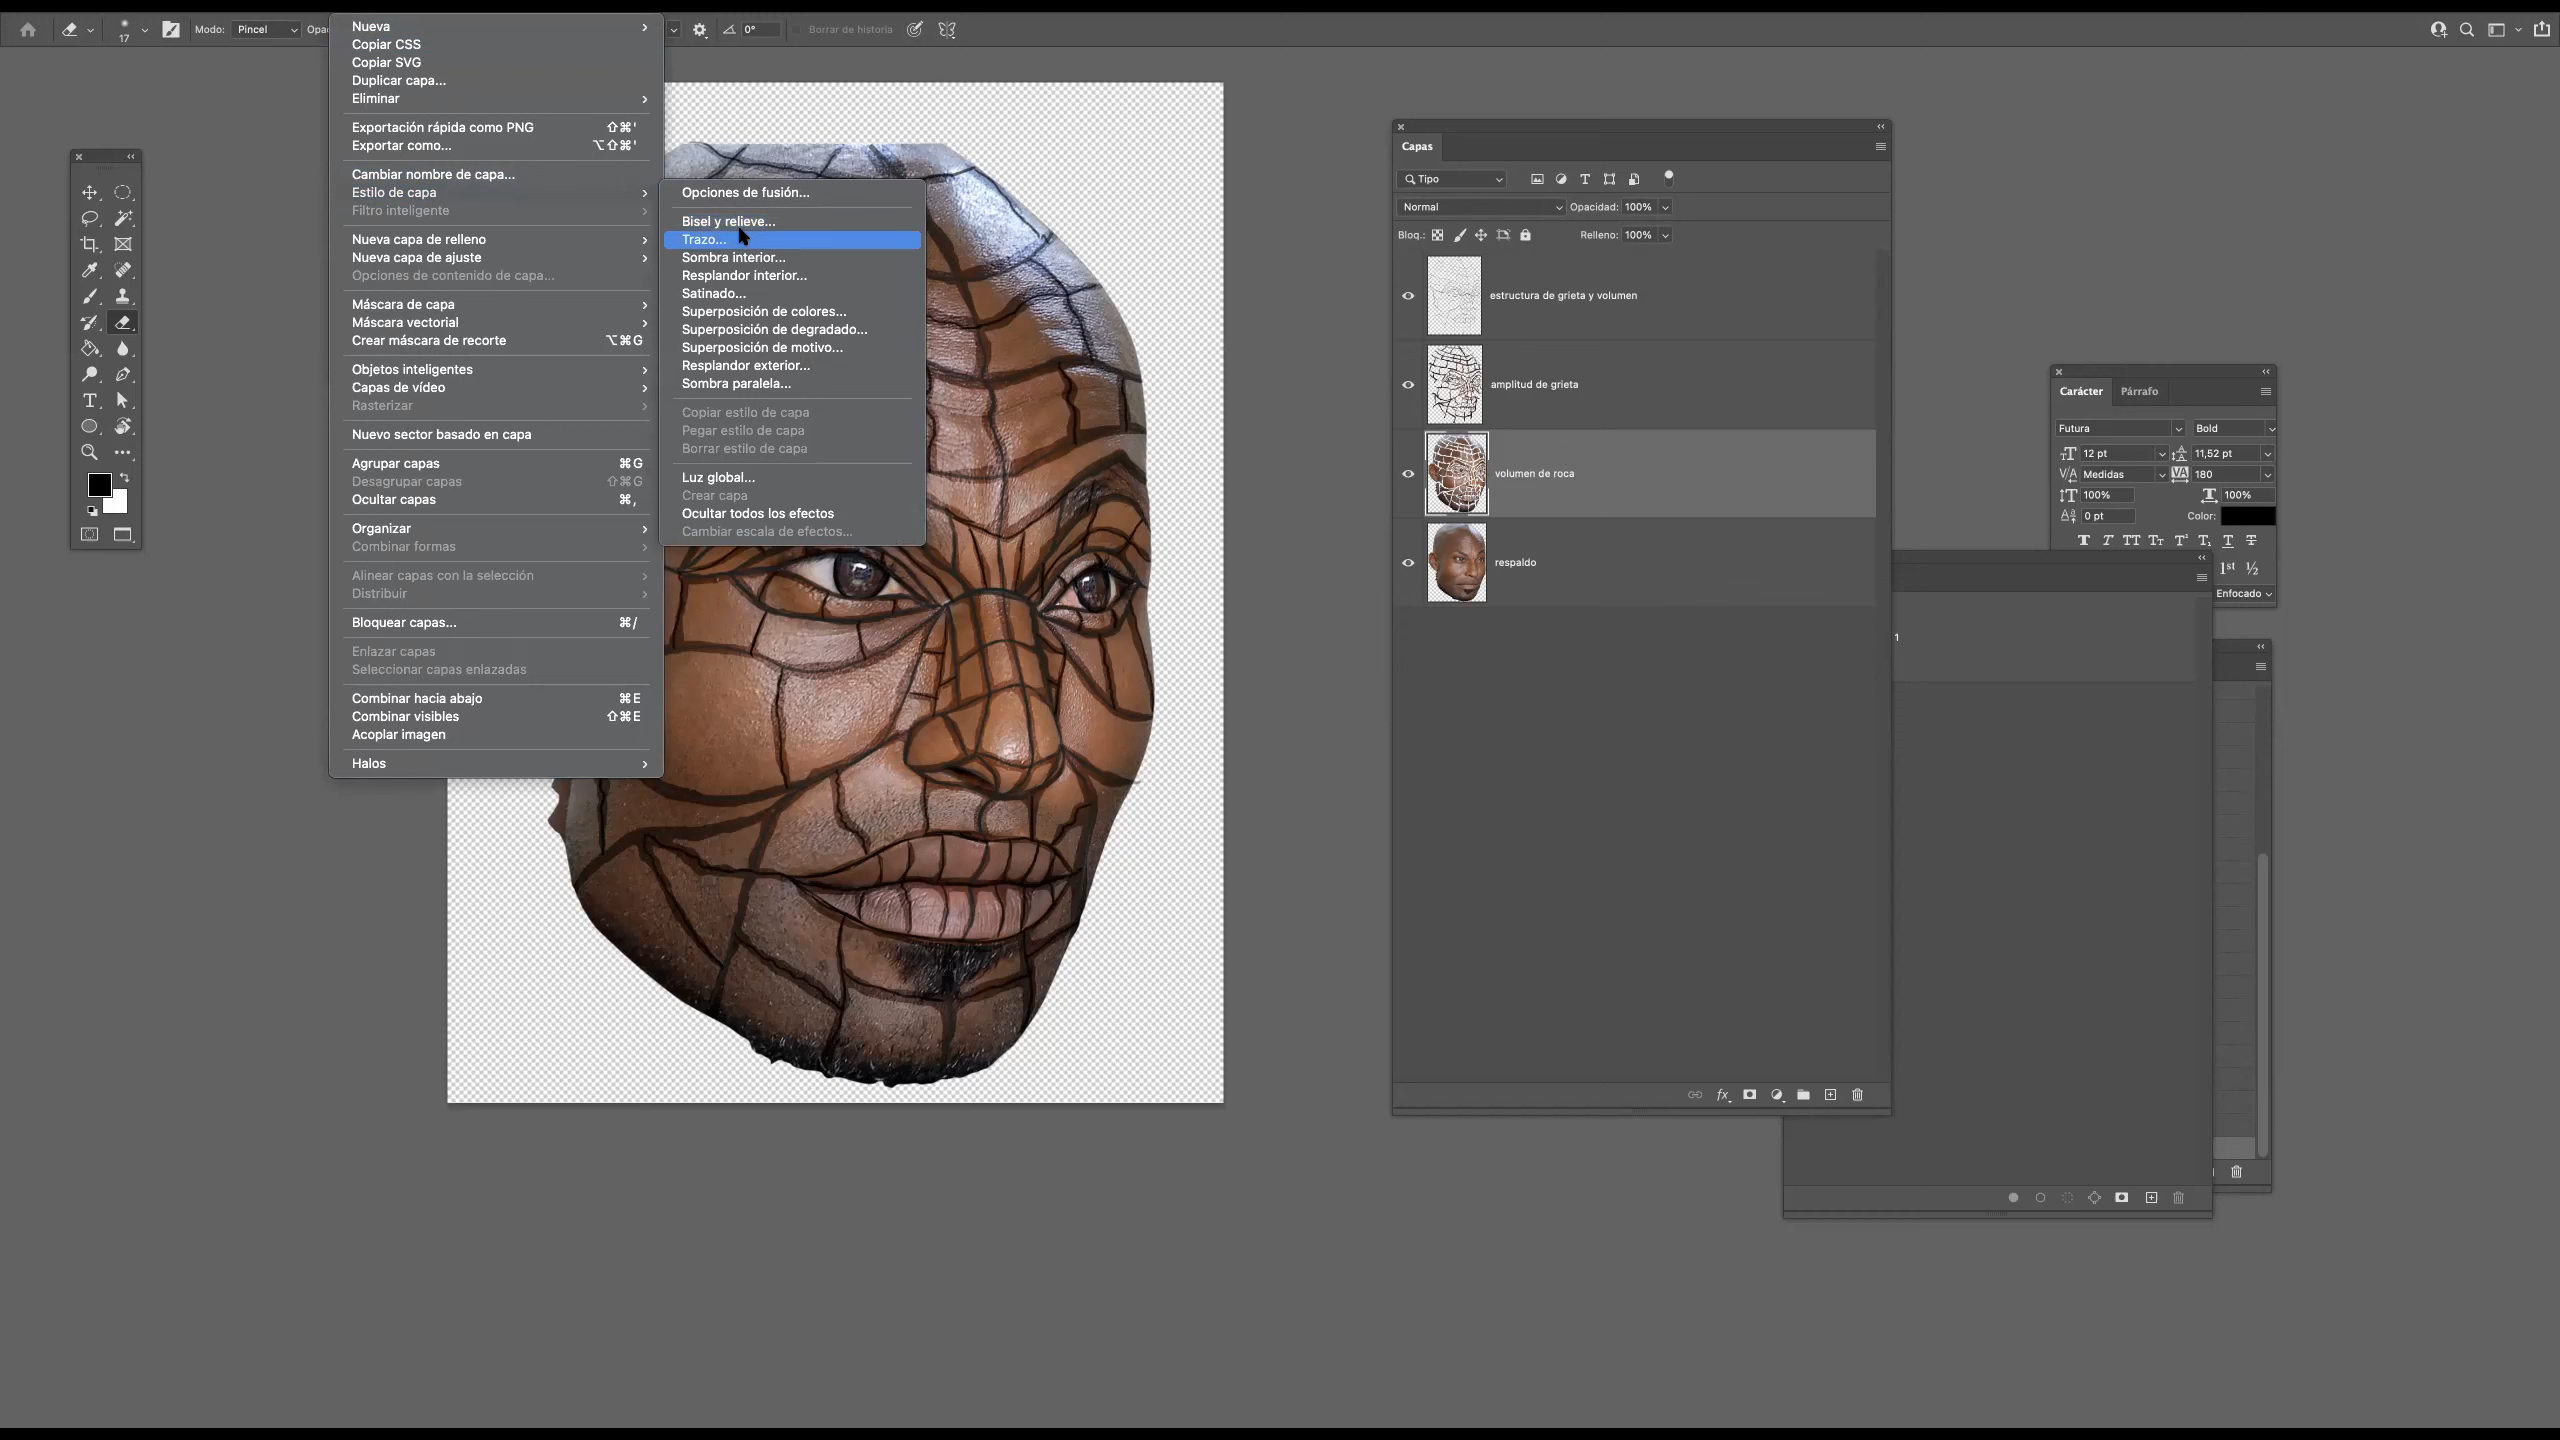 17
Modo:
Pincel
Opac
0°
Borrar de historia
Nueva
Copiar CSS
Copiar SVG
Duplicar capa...
Eliminar
Exportación rápida como PNG ⇧⌘'
Exportar como... ⌥⇧⌘'
Cambiar nombre de capa...
Estilo de capa
Filtro inteligente
Nueva capa de relleno
Nueva capa de ajuste
Opciones de contenido de capa...
Máscara de capa
Máscara vectorial
Crear máscara de recorte ⌥⌘G
Objetos inteligentes
Capas de vídeo
Rasterizar
Nuevo sector basado en capa
Agrupar capas ⌘G
Desagrupar capas ⇧⌘G
Ocultar capas ⌘,
Organizar
Combinar formas
Alinear capas con la selección
Distribuir
Bloquear capas... ⌘/
Enlazar capas
Seleccionar capas enlazadas
Combinar hacia abajo ⌘E
Combinar visibles ⇧⌘E
Acoplar imagen
Halos
Opciones de fusión...
Bisel y relieve...
Trazo...
Sombra interior...
Resplandor interior...
Satinado...
Superposición de colores...
Superposición de degradado...
Superposición de motivo...
Resplandor exterior...
Sombra paralela...
Copiar estilo de capa
Pegar estilo de capa
Borrar estilo de capa
Luz global...
Crear capa
Ocultar todos los efectos
Cambiar escala de efectos...
Capas
Tipo
Normal Opacidad: 100%
Bloq.: Relleno: 100%
estructura de grieta y volumen
amplitud de grieta
volumen de roca
respaldo
fx
Carácter Párrafo
Futura Bold
12 pt 11,52 pt
Medidas 180
100% 100%
0 pt Color:
1st ½
Enfocado
1